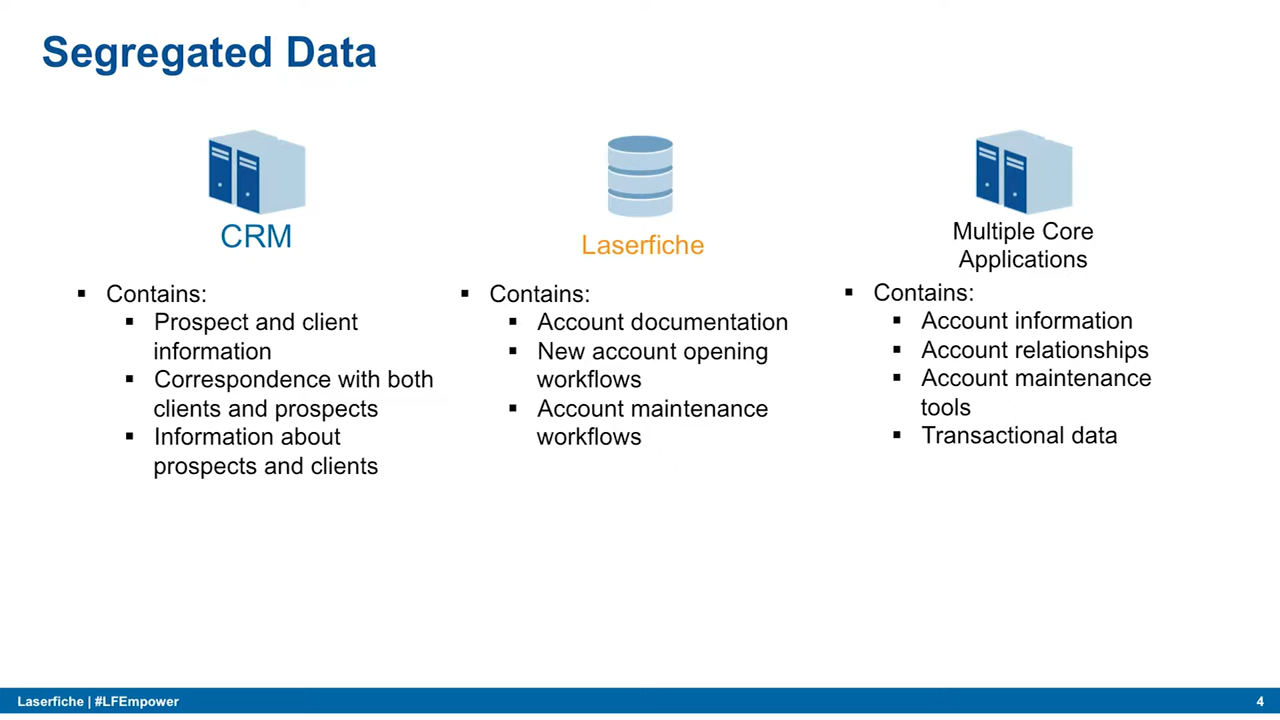 Segregated Data
CRM
▪ Contains:
▪ Prospect and client
information
▪ Correspondence with both
clients and prospects
▪ Information about
prospects and clients
Laserfiche
▪ Contains:
▪ Account documentation
▪ New account opening
workflows
▪ Account maintenance
workflows
Multiple Core
Applications
▪ Contains:
▪ Account information
▪ Account relationships
▪ Account maintenance
tools
▪ Transactional data
Laserfiche | #LFEmpower
4